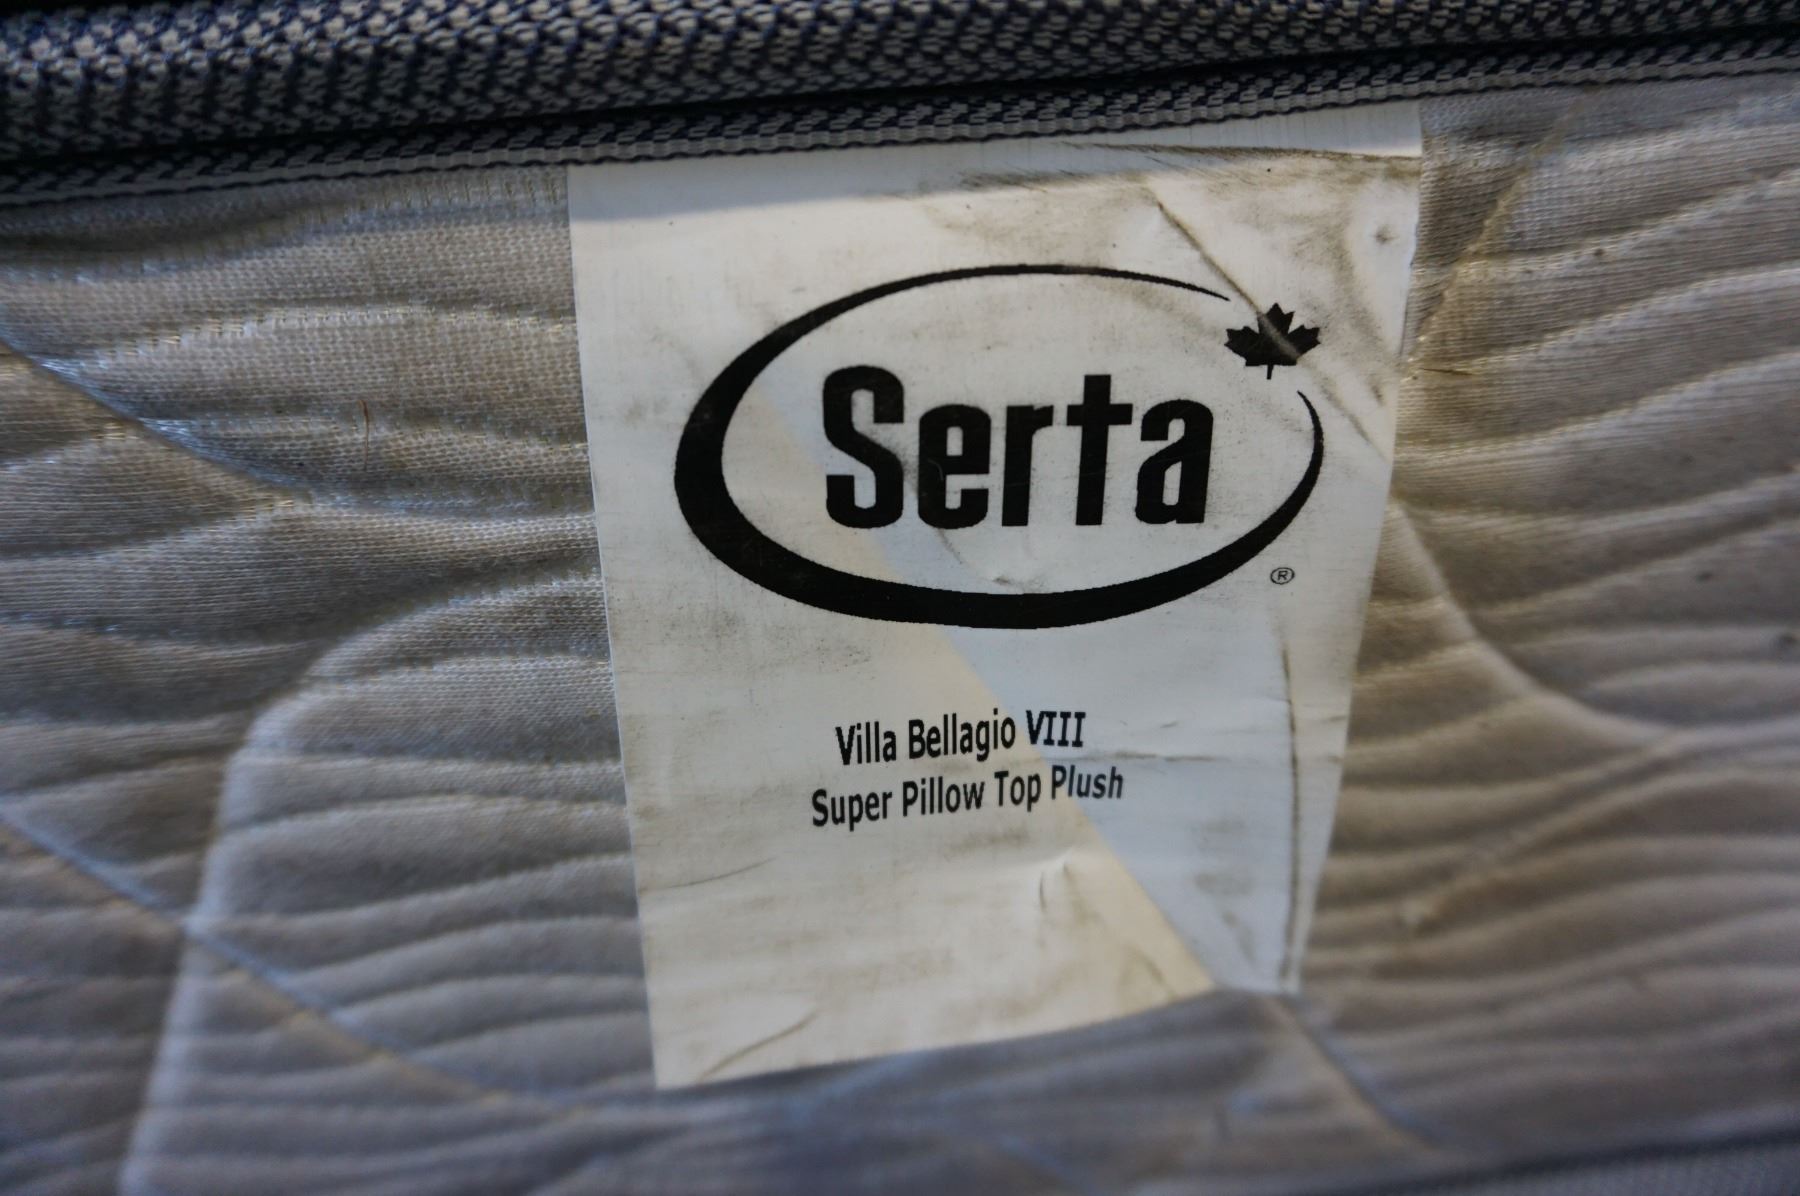 Serta
®
Villa Bellagio VIII
Super Pillow Top Plush